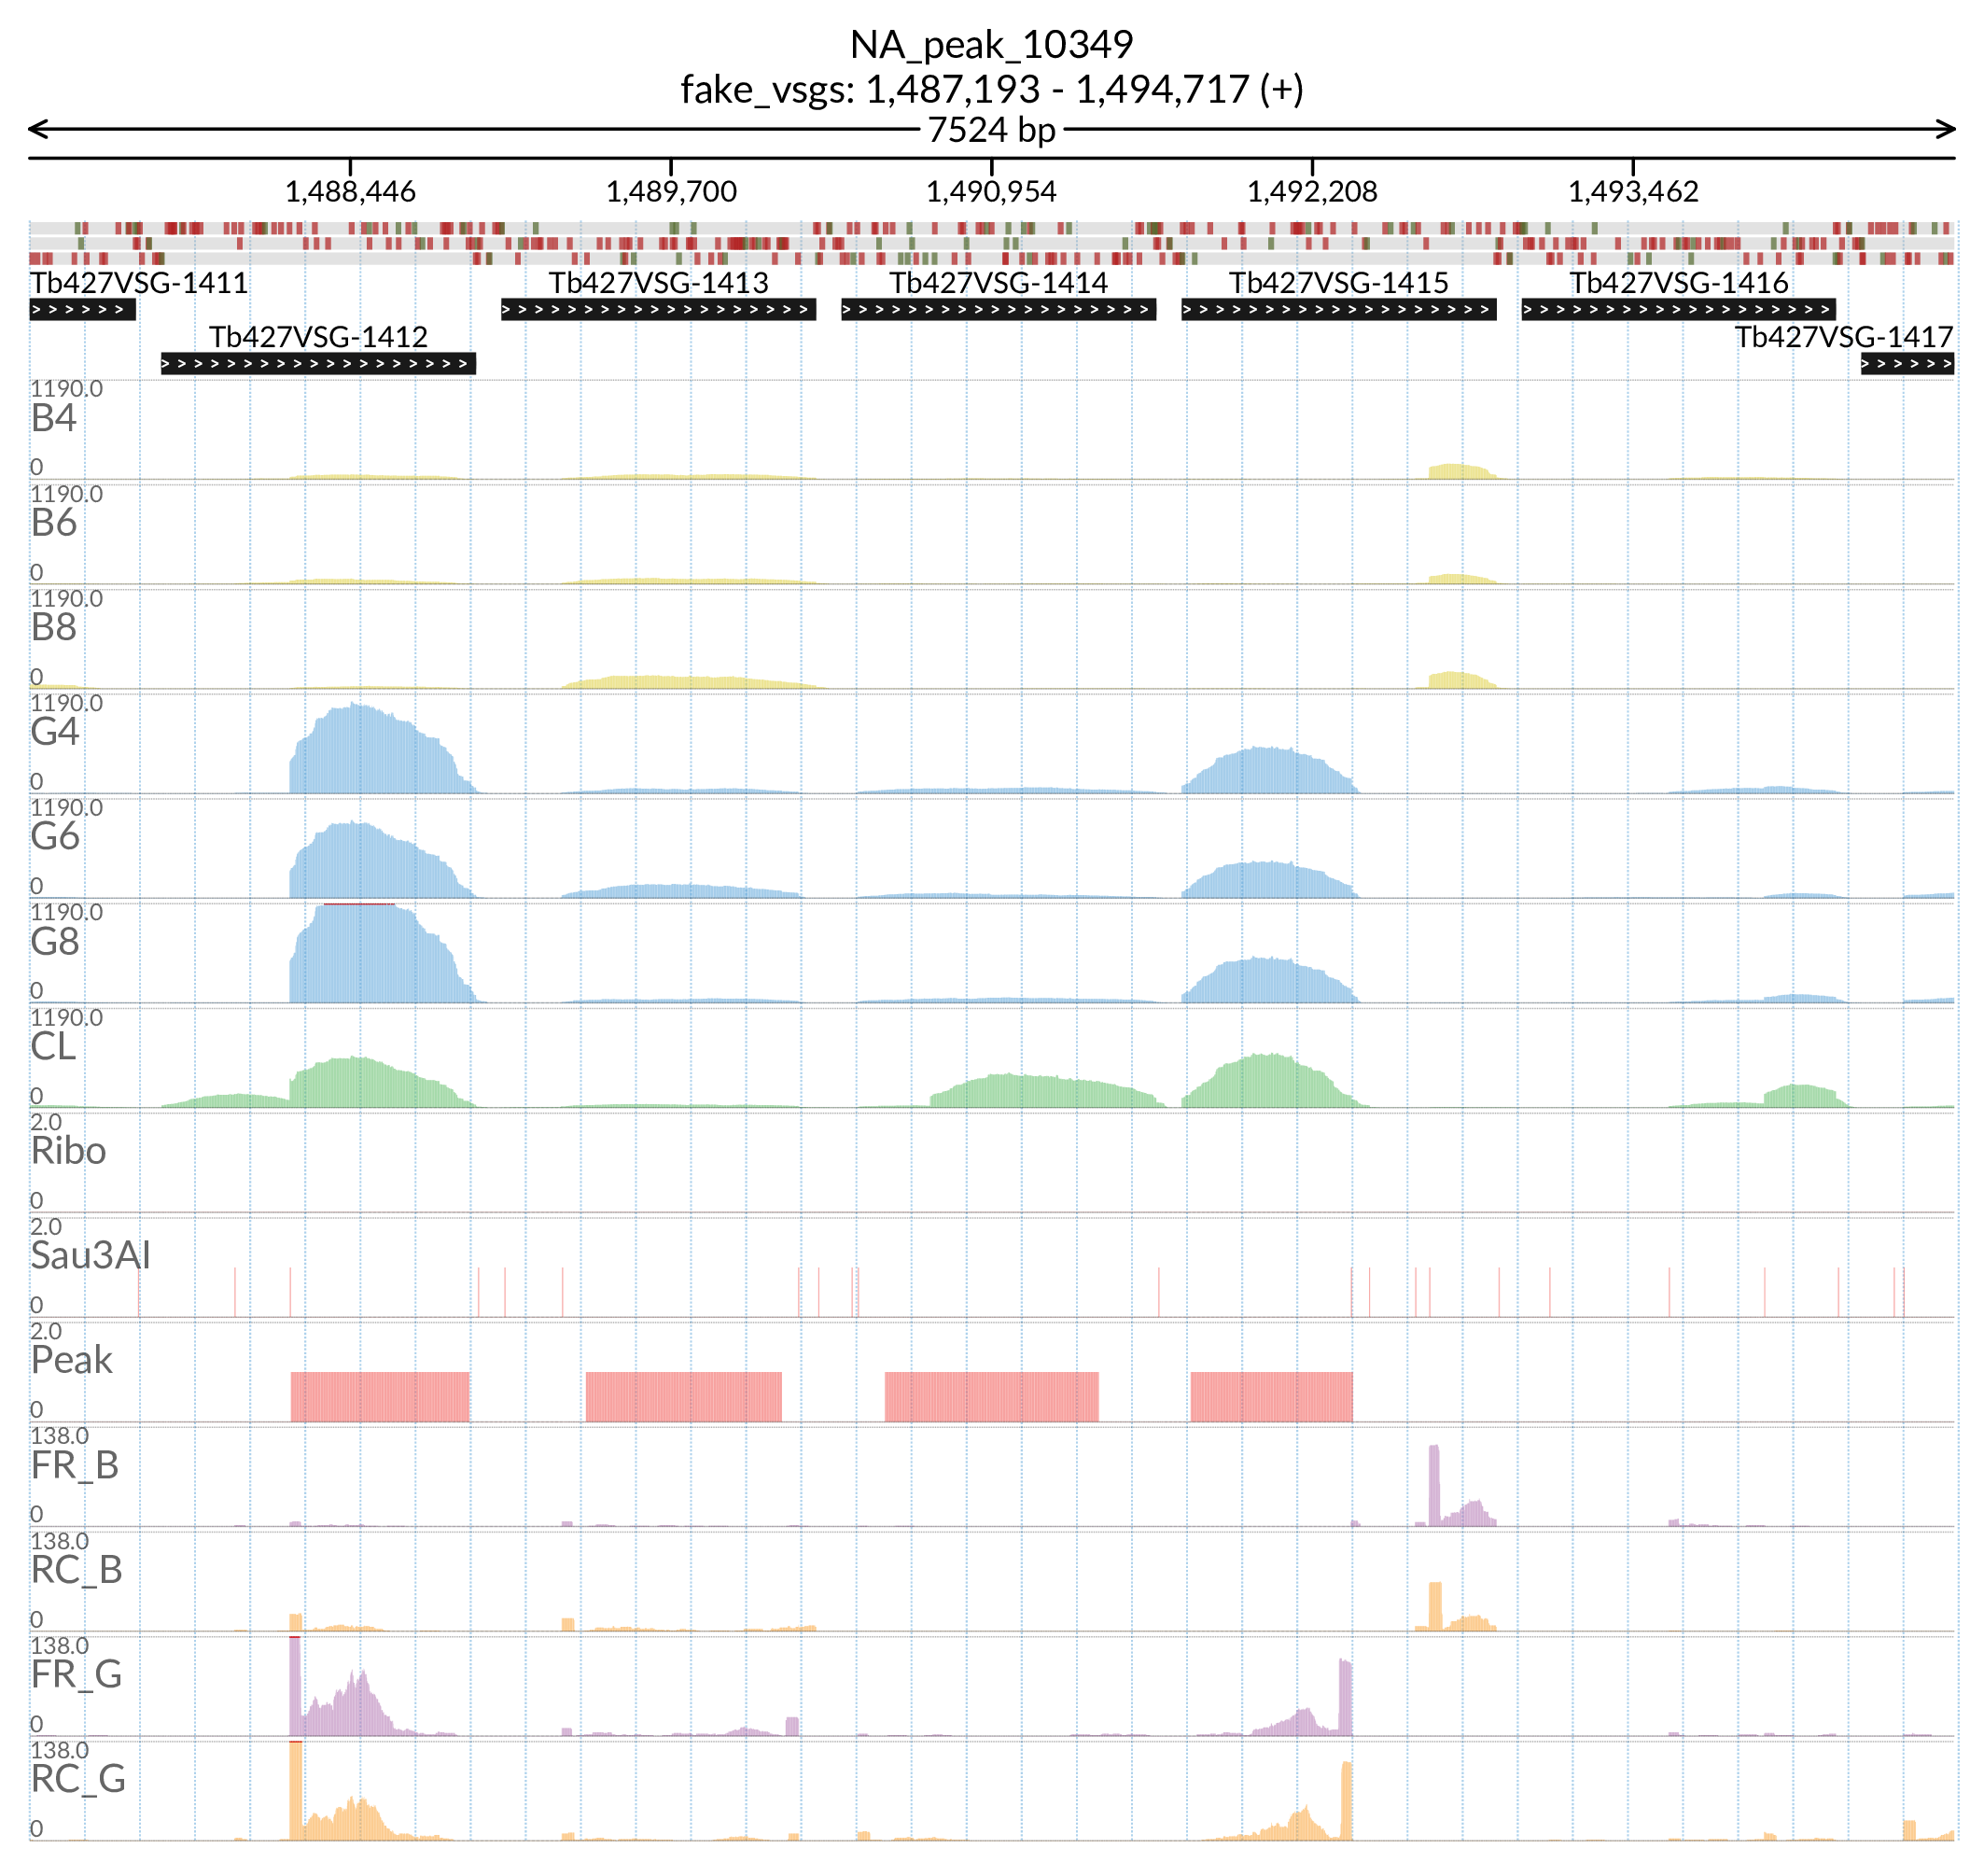 NA_peak_10349
fake_vsgs: 1,487,193 - 1,494,717 (+)
7524 bp
1,488,446 1,489,700 1,490,954 1,492,208 1,493,462
Tb427VSG-1411 Tb427VSG-1413 Tb427VSG-1414 Tb427VSG-1415 Tb427VSG-1416
Tb427VSG-1412 Tb427VSG-1417
1190.0
B4
0
1190.0
B6
0
1190.0
B8
0
1190.0
G4
0
1190.0
G6
0
1190.0
G8
0
1190.0
CL
0
2.0
Ribo
0
2.0
Sau3AI
0
2.0
Peak
0
138.0
FR_B
0
138.0
RC_B
0
138.0
FR_G
0
138.0
RC_G
0